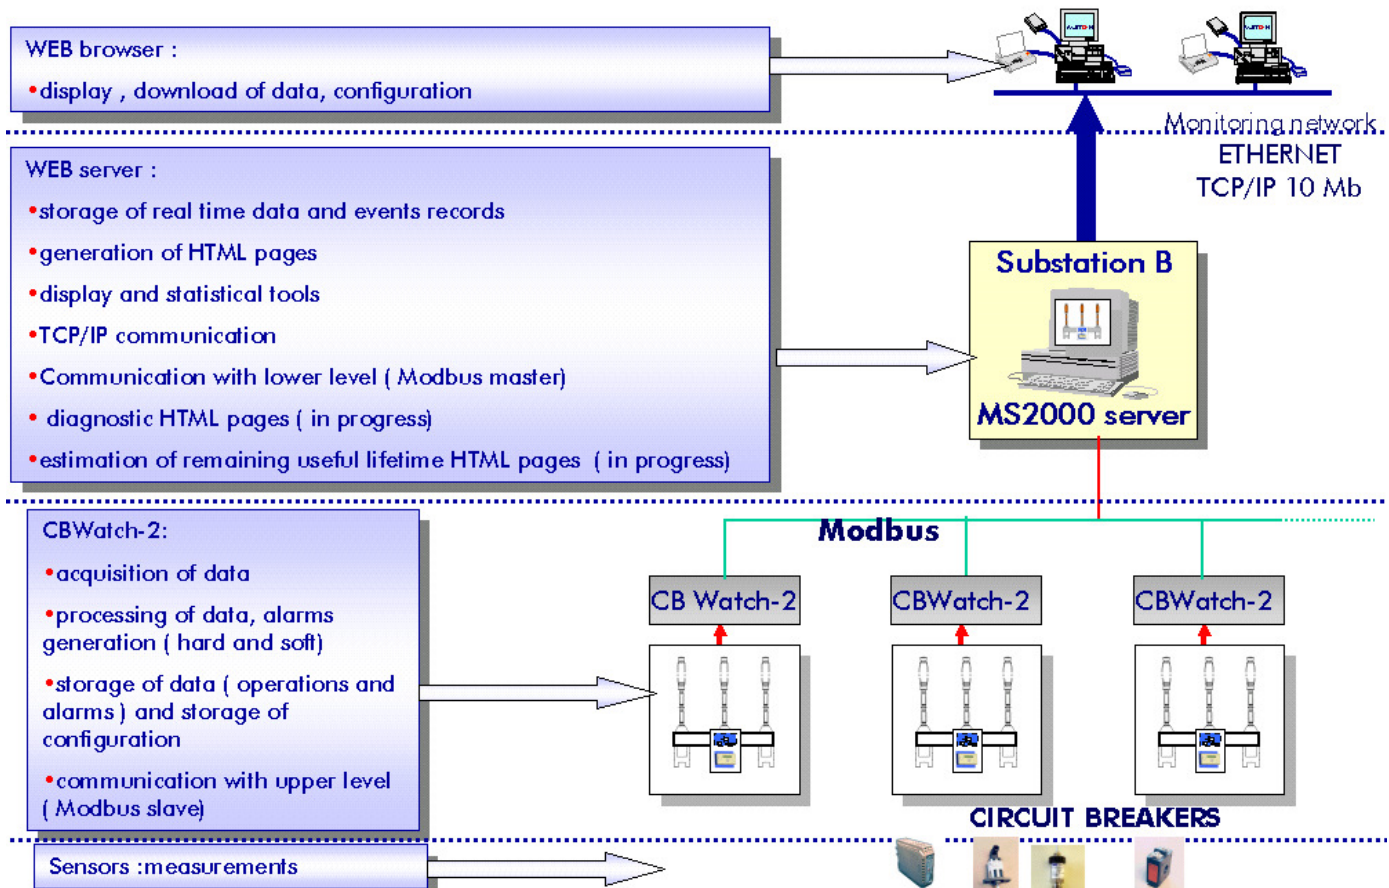 WEB browser :
•display , download of data, configuration
Monitoring network
ETHERNET
TCP/IP 10 Mb
WEB server :
•storage of real time data and events records
•generation of HTML pages
•display and statistical tools
•TCP/IP communication
•Communication with lower level ( Modbus master)
• diagnostic HTML pages ( in progress)
•estimation of remaining useful lifetime HTML pages ( in progress)
Substation B
MS2000 server
CBWatch-2:
•acquisition of data
•processing of data, alarms
generation ( hard and soft)
•storage of data ( operations and
alarms ) and storage of
configuration
•communication with upper level
( Modbus slave)
Modbus
CB Watch-2
CBWatch-2
CBWatch-2
CIRCUIT BREAKERS
Sensors :measurements